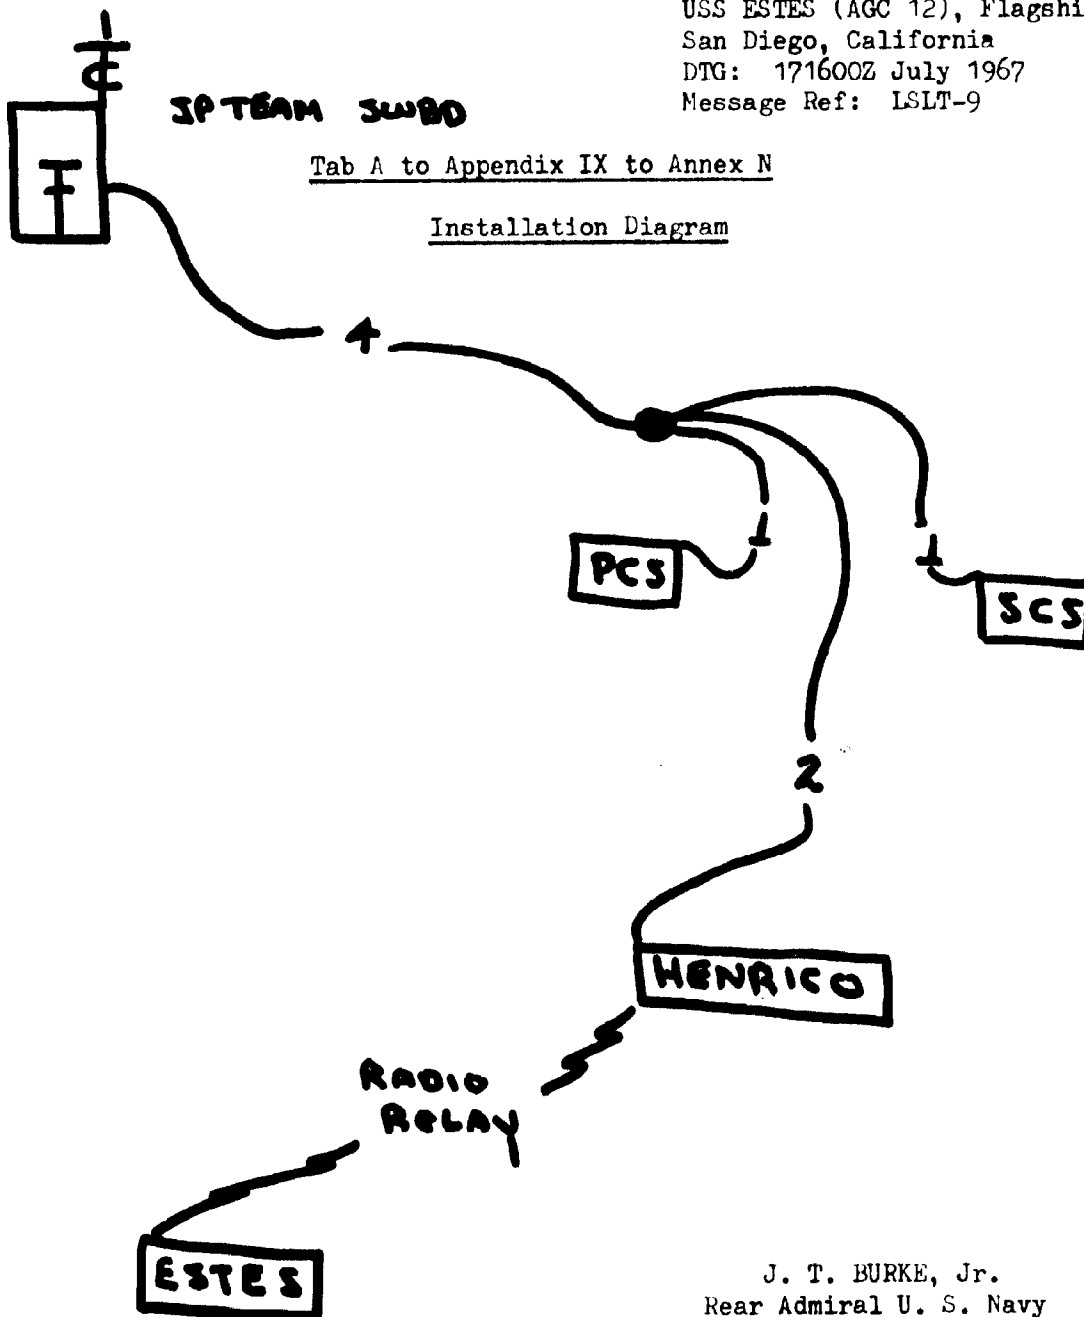 USS ESTES (AGC 12), Flagshi
San Diego, California
DTG: 171600Z July 1967
Message Ref: LSLT-9
SP TEAM SWBD
Tab A to Appendix IX to Annex N
Installation Diagram
4
1
1
PCS
SCS
2
HENRICO
RADIO
RELAY
ESTES
J. T. BURKE, Jr.
Rear Admiral U. S. Navy